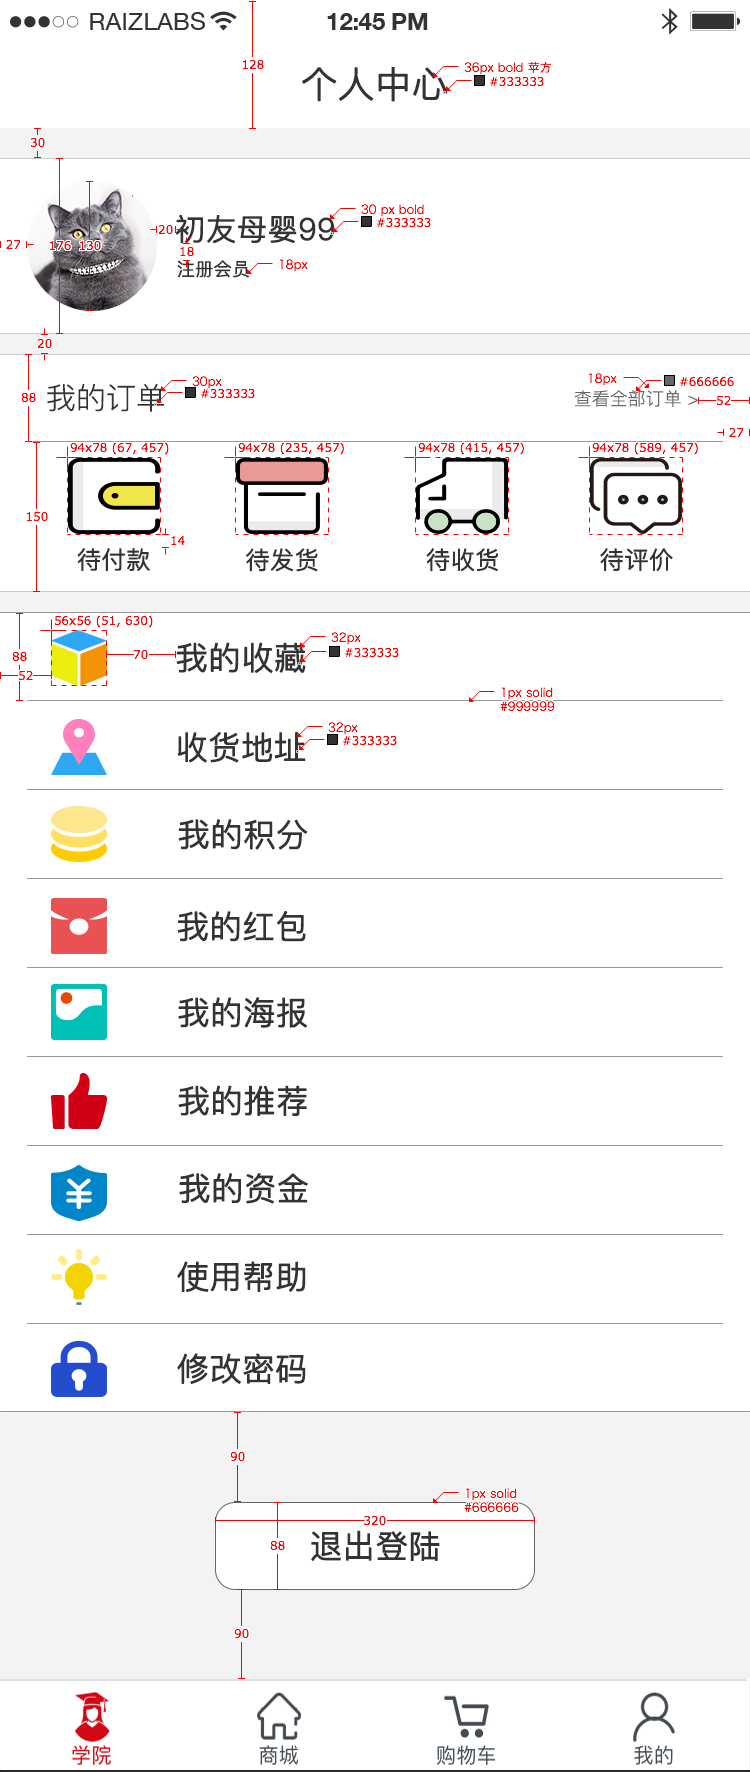 RAIZLABS 12:45 PM
128
36px bold 苹方
个人中心
#333333
30
30 px bold
初友母婴99
#333333
27
176
130
20
18
注册会员
18px
20
88
我的订单
30px
#333333
18px
#666666
查看全部订单 >
52
27
94x78 (67, 457)
94x78 (235, 457)
94x78 (415, 457)
94x78 (589, 457)
150
14
待付款
待发货
待收货
待评价
56x56 (51, 630)
88
52
70
我的收藏
32px
#333333
1px solid
#999999
收货地址
32px
#333333
我的积分
我的红包
我的海报
我的推荐
¥
我的资金
使用帮助
修改密码
90
1px solid
#666666
320
88
退出登陆
90
学院
商城
购物车
我的